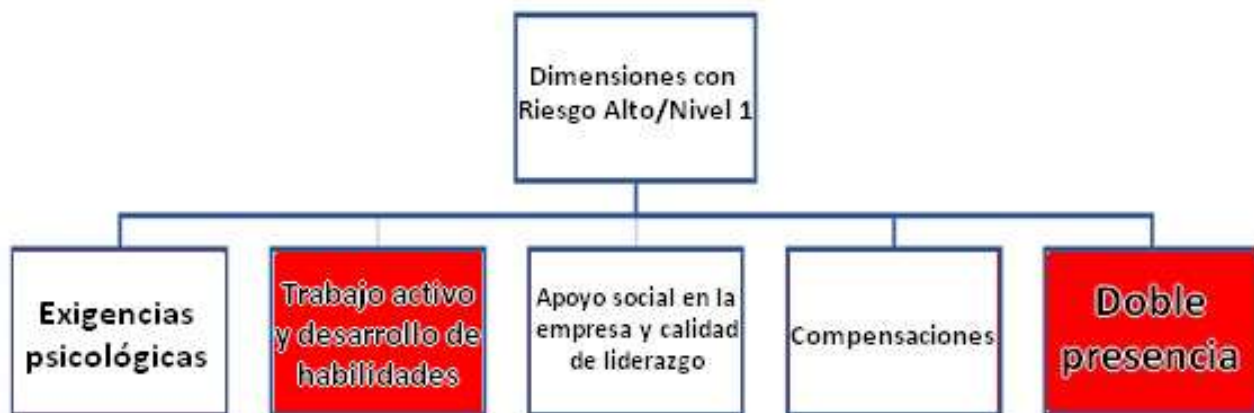 Dimensiones con
Riesgo Alto/Nivel 1
Exigencias
psicológicas
Trabajo activo
y desarrollo de
habilidades
Apoyo social en la
empresa y calidad
de liderazgo
Compensaciones
Doble
presencia